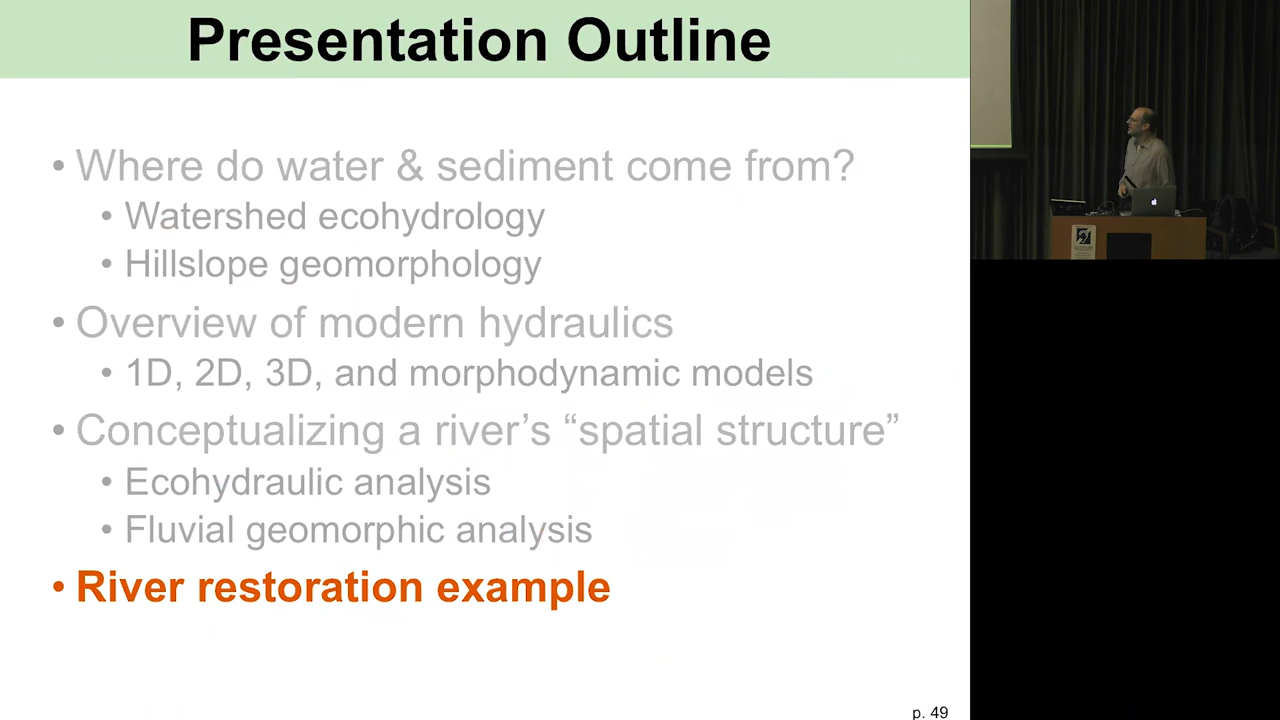 Presentation Outline
• Where do water & sediment come from?
• Watershed ecohydrology
• Hillslope geomorphology
• Overview of modern hydraulics
• 1D, 2D, 3D, and morphodynamic models
• Conceptualizing a river’s “spatial structure”
• Ecohydraulic analysis
• Fluvial geomorphic analysis
• River restoration example
p. 49